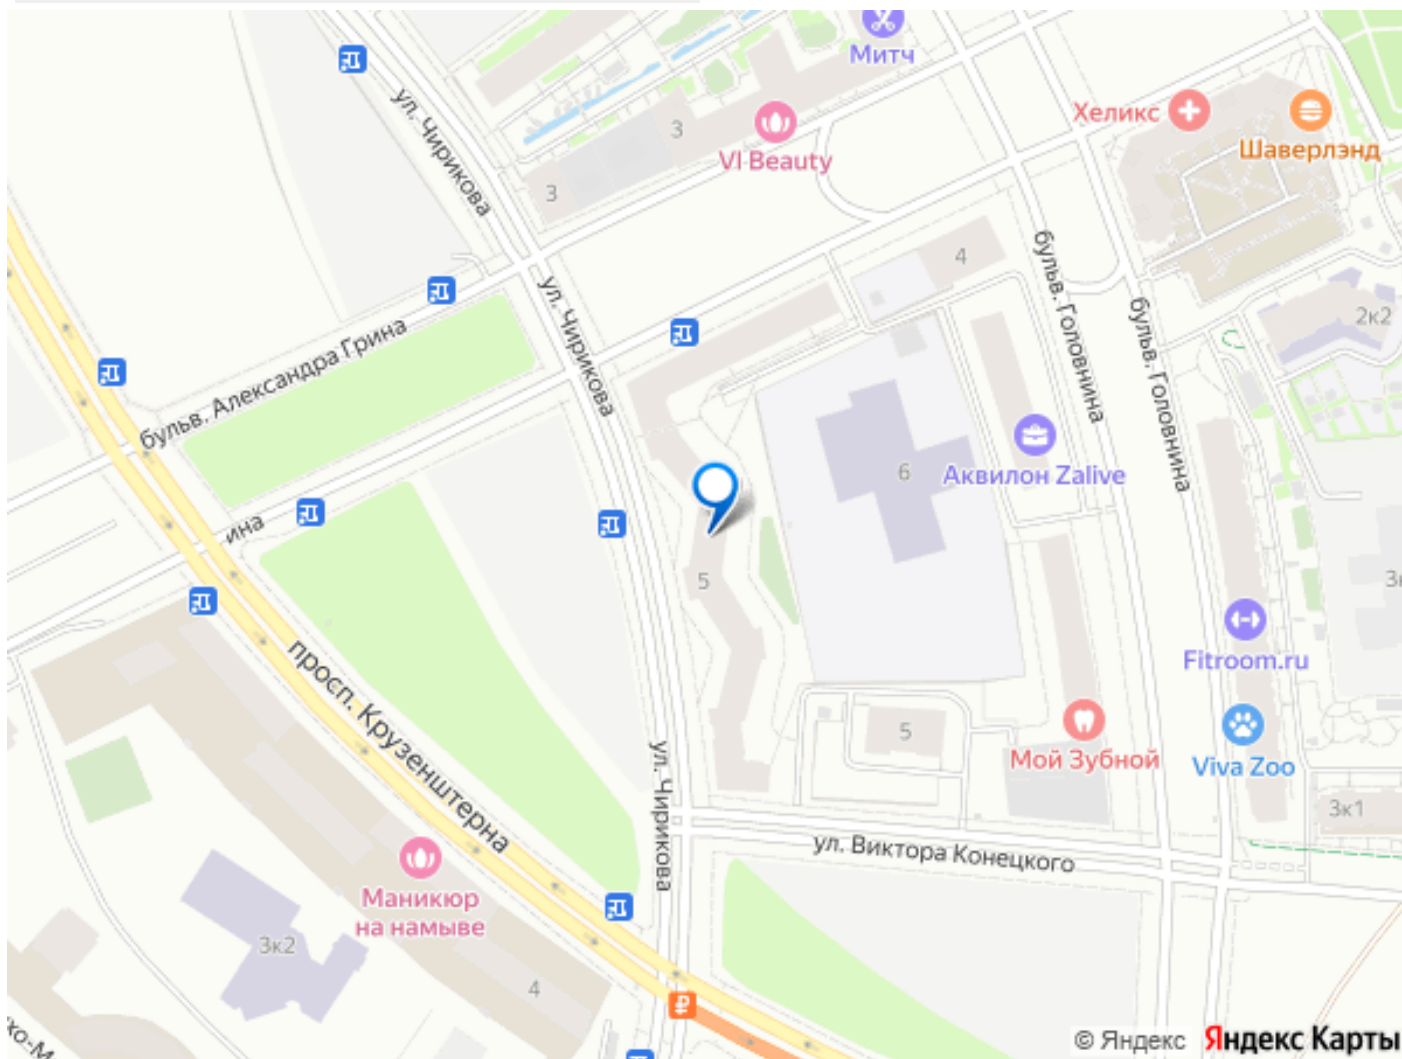 Митч
ул. Чирикова
3
VI Beauty
Хеликс
Шаверлэнд
3
4
бульв. Головнина
ул. Чирикова
бульв. Головнина
2к2
бульв. Александра Грина
6
Аквилон Zalive
ина
5
Fitroom.ru
просп. Крузенштерна
ул. Чирикова
5
Мой Зубной
Viva Zoo
3к1
ул. Виктора Конецкого
Маникюр
на намыве
3к2
4
₽
ко-М
© Яндекс Яндекс Карты